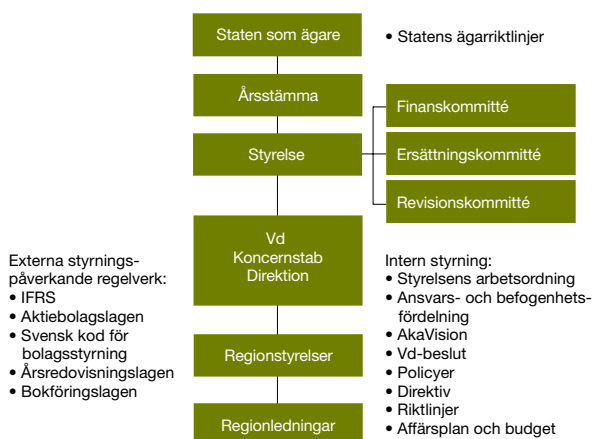 Staten som ägare
• Statens ägarriktlinjer
Årsstämma
Finanskommitté
Styrelse
Ersättningskommitté
Revisionskommitté
Vd
Koncernstab
Direktion
Externa styrnings-
påverkande regelverk:
• IFRS
• Aktiebolagslagen
• Svensk kod för
bolagsstyrning
• Årsredovisningslagen
• Bokföringslagen
Intern styrning:
• Styrelsens arbetsordning
• Ansvars- och befogenhets-
fördelning
• AkaVision
• Vd-beslut
• Policyer
• Direktiv
• Riktlinjer
• Affärsplan och budget
Regionstyrelser
Regionledningar